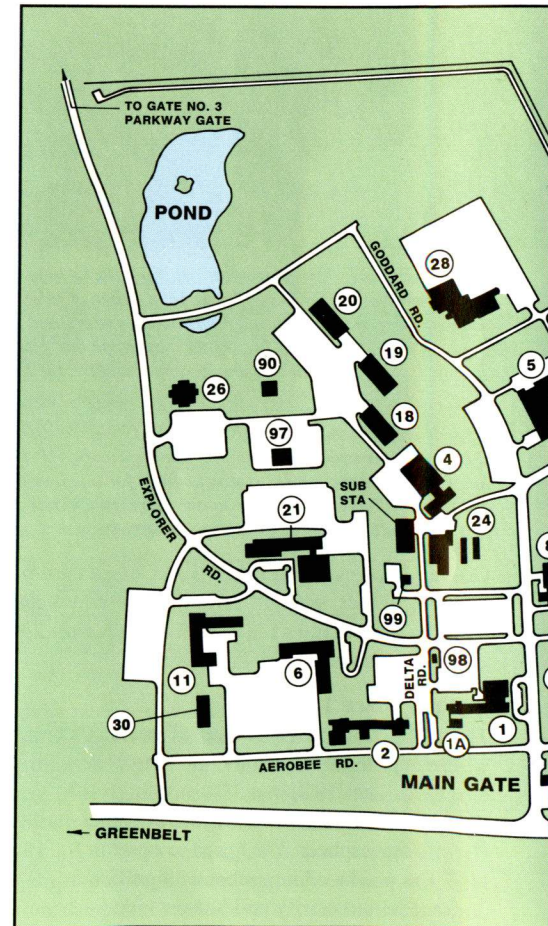 TO GATE NO. 3
PARKWAY GATE
POND
GODDARD RD.
28
20
5
19
90
26
18
97
4
SUB
STA
EXPLORER
RD.
21
24
99
98
DELTA
RD.
11
6
30
1
2
1A
AEROBEE RD.
MAIN GATE
GREENBELT